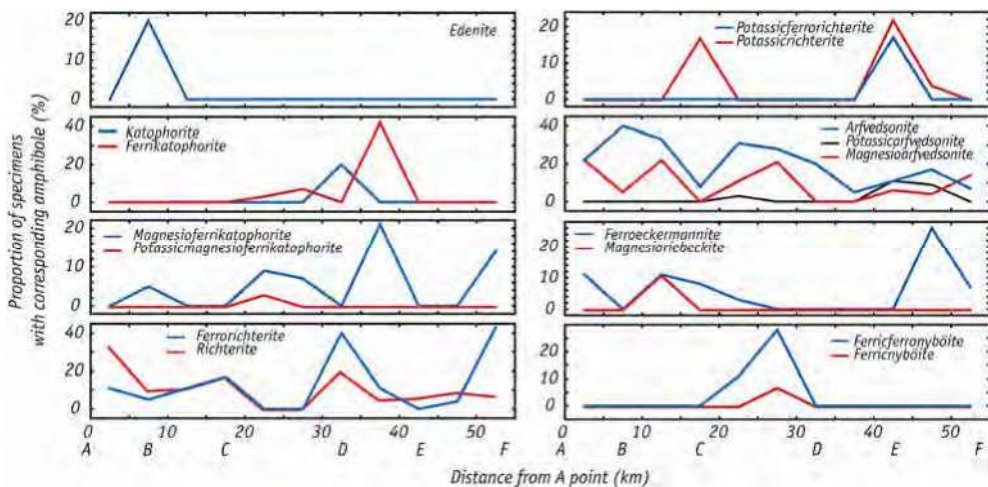 Proportion of specimens
with corresponding amphibole (%)
20
10
0
Edenite
40
20
0
Katophorite
Ferrikatophorite
20
10
0
Magnesioferrikatophorite
Potassicmagnesioferrikatophorite
40
20
0
Ferrorichterite
Richterite
0 10 20 30 40 50
A B C D E F
20
10
0
Potassicferrorichterite
Potassicrichterite
40
20
0
Arfvedsonite
Potassicarfvedsonite
Magnesioarfvedsonite
20
10
0
Ferroeckermannite
Magnesioriebeckite
20
10
0
Ferricferronyböite
Ferricnyböite
0 10 20 30 40 50
A B C D E F
Distance from A point (km)